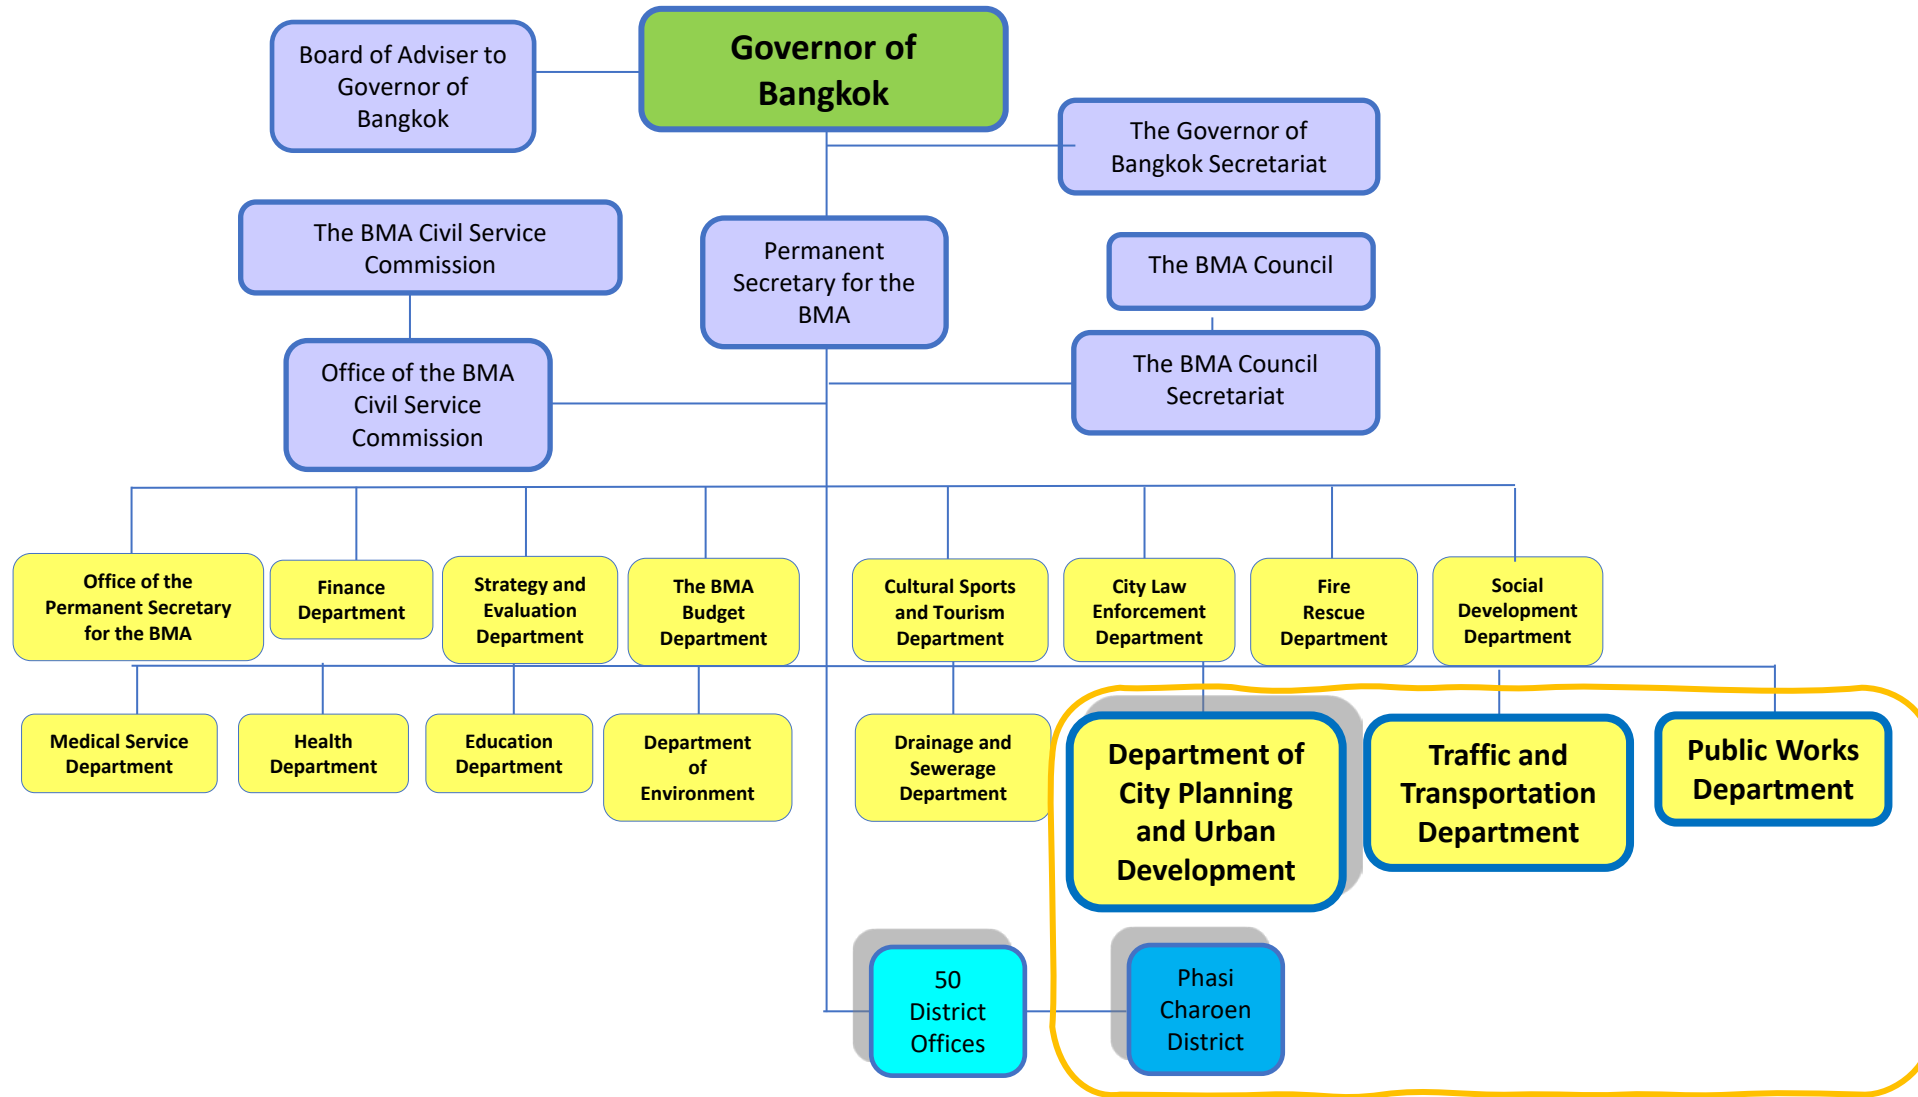 Board of Adviser to
Governor of
Bangkok
Governor of
Bangkok
The Governor of
Bangkok Secretariat
The BMA Civil Service
Commission
Permanent
Secretary for the
BMA
The BMA Council
Office of the BMA
Civil Service
Commission
The BMA Council
Secretariat
Office of the
Permanent Secretary
for the BMA
Finance
Department
Strategy and
Evaluation
Department
The BMA
Budget
Department
Cultural Sports
and Tourism
Department
City Law
Enforcement
Department
Fire
Rescue
Department
Social
Development
Department
Medical Service
Department
Health
Department
Education
Department
Department
of
Environment
Drainage and
Sewerage
Department
Department of
City Planning
and Urban
Development
Traffic and
Transportation
Department
Public Works
Department
50
District
Offices
Phasi
Charoen
District